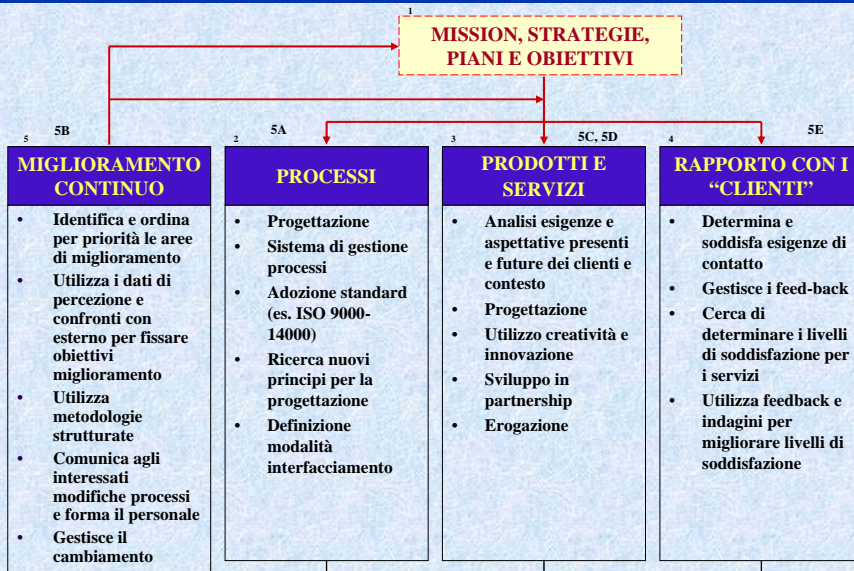 1
MISSION, STRATEGIE,
PIANI E OBIETTIVI
5B
5
MIGLIORAMENTO
CONTINUO
• Identifica e ordina
per priorità le aree
di miglioramento
• Utilizza i dati di
percezione e
confronti con
esterno per fissare
obiettivi
miglioramento
• Utilizza
metodologie
strutturate
• Comunica agli
interessati
modifiche processi
e forma il personale
• Gestisce il
cambiamento
5A
2
PROCESSI
• Progettazione
• Sistema di gestione
processi
• Adozione standard
(es. ISO 9000-
14000)
• Ricerca nuovi
principi per la
progettazione
• Definizione
modalità
interfacciamento
5C, 5D
3
PRODOTTI E
SERVIZI
• Analisi esigenze e
aspettative presenti
e future dei clienti e
contesto
• Progettazione
• Utilizzo creatività e
innovazione
• Sviluppo in
partnership
• Erogazione
5E
4
RAPPORTO CON I
“CLIENTI”
• Determina e
soddisfa esigenze di
contatto
• Gestisce i feed-back
• Cerca di
determinare i livelli
di soddisfazione per
i servizi
• Utilizza feedback e
indagini per
migliorare livelli di
soddisfazione